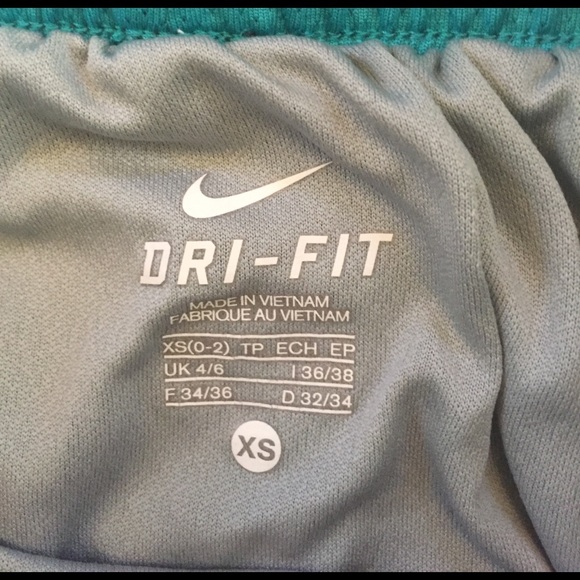 DRI-FIT
MADE IN VIETNAM
FABRIQUE AU VIETNAM
XS(0-2) TP ECH EP
UK 4/6 I 36/38
F 34/36 D 32/34
XS